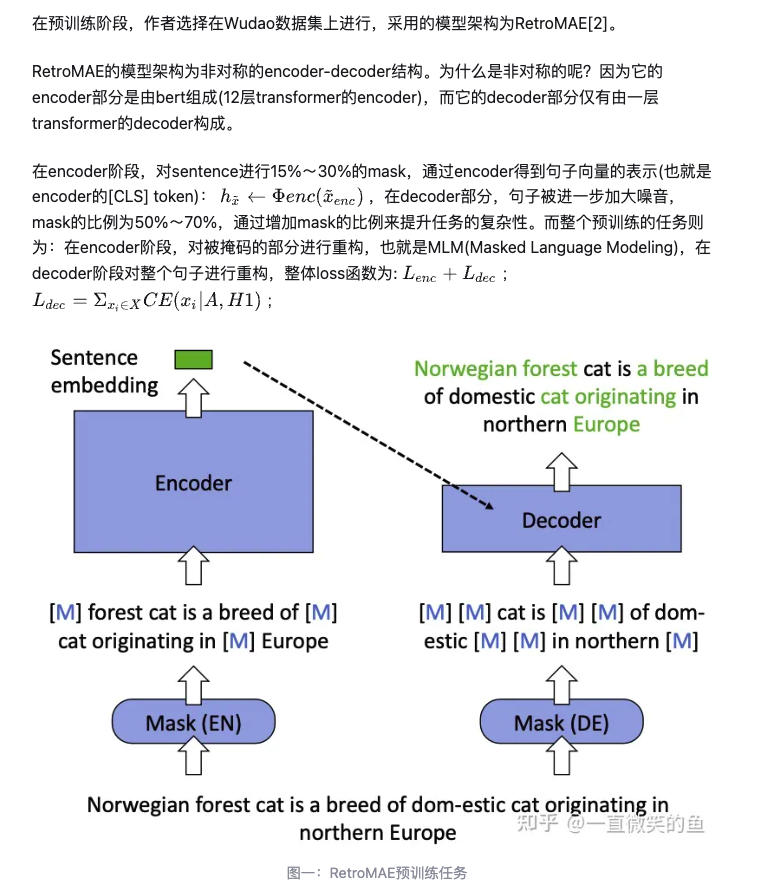 在预训练阶段，作者选择在Wudao数据集上进行，采用的模型架构为RetroMAE[2]。
RetroMAE的模型架构为非对称的encoder-decoder结构。为什么是非对称的呢？因为它的
encoder部分是由bert组成(12层transformer的encoder)，而它的decoder部分仅有由一层
transformer的decoder构成。
在encoder阶段，对sentence进行15%～30%的mask，通过encoder得到句子向量的表示(也就是
encoder的[CLS] token)： h_x̃ ← Φenc(x̃_enc) ，在decoder部分，句子被进一步加大噪音，
mask的比例为50%～70%，通过增加mask的比例来提升任务的复杂性。而整个预训练的任务则
为：在encoder阶段，对被掩码的部分进行重构，也就是MLM(Masked Language Modeling)，在
decoder阶段对整个句子进行重构，整体loss函数为: L_enc + L_dec ；
L_dec = Σ_{x_i∈X} CE(x_i|A, H1)；
Sentence
embedding
Encoder
[M] forest cat is a breed of [M]
cat originating in [M] Europe
Mask (EN)
Norwegian forest cat is a breed
of domestic cat originating in
northern Europe
Decoder
[M] [M] cat is [M] [M] of dom-
estic [M] [M] in northern [M]
Mask (DE)
Norwegian forest cat is a breed of dom-estic cat originating in
northern Europe
知乎 @一直微笑的鱼
图一：RetroMAE预训练任务